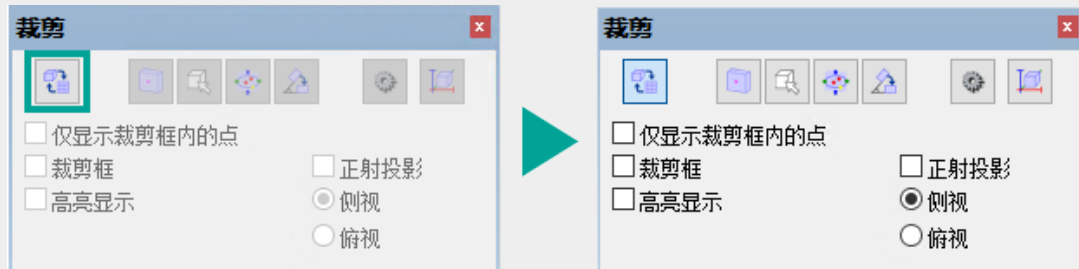 裁剪
仅显示裁剪框内的点
裁剪框 正射投影
高亮显示 侧视
俯视
裁剪
仅显示裁剪框内的点
裁剪框 正射投影
高亮显示 侧视
俯视